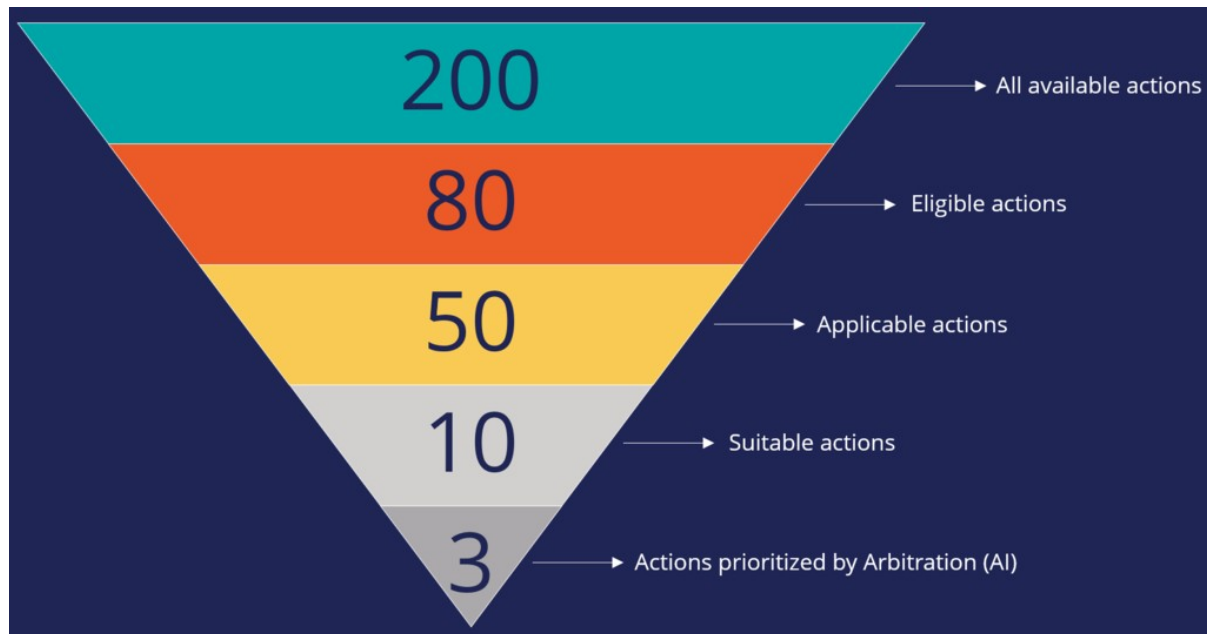 200
All available actions
80
Eligible actions
50
Applicable actions
10
Suitable actions
3
Actions prioritized by Arbitration (AI)